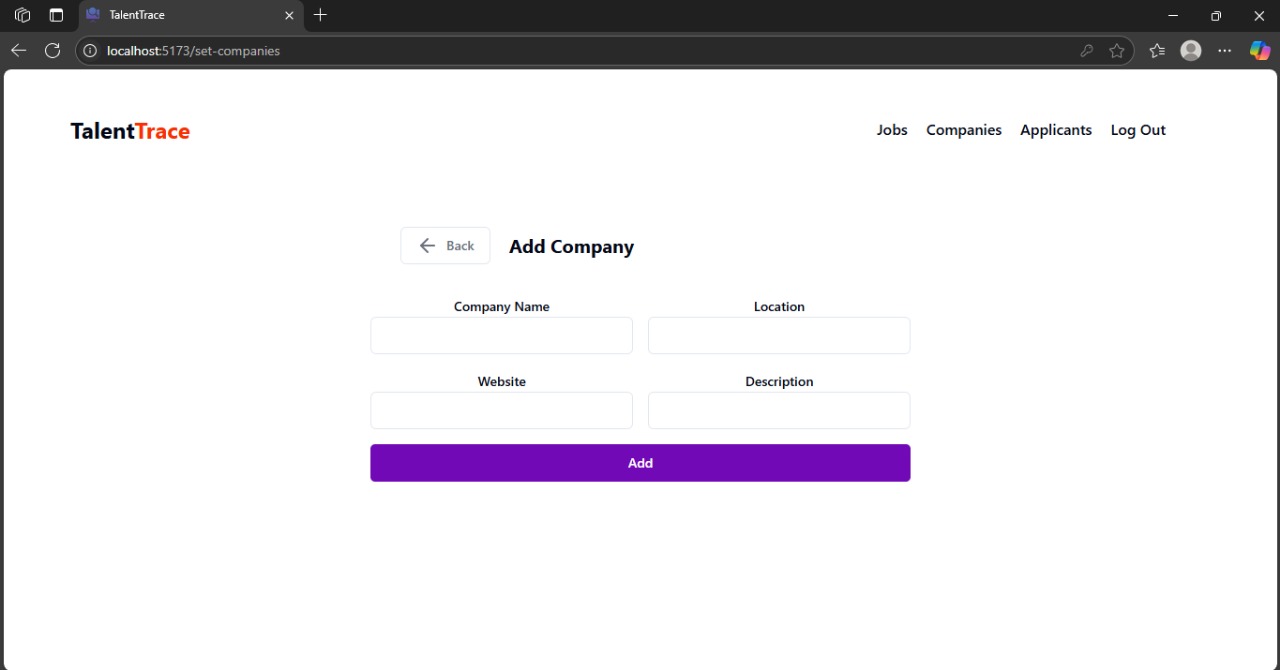 TalentTrace
localhost:5173/set-companies
TalentTrace
Jobs Companies Applicants Log Out
Back Add Company
Company Name Location
Website Description
Add